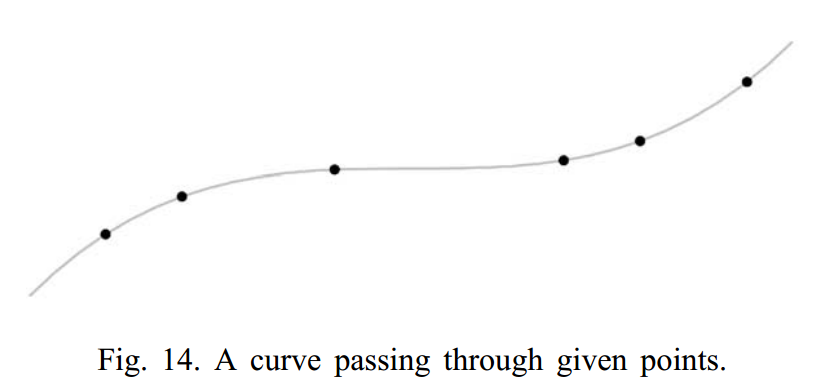 Fig. 14. A curve passing through given points.